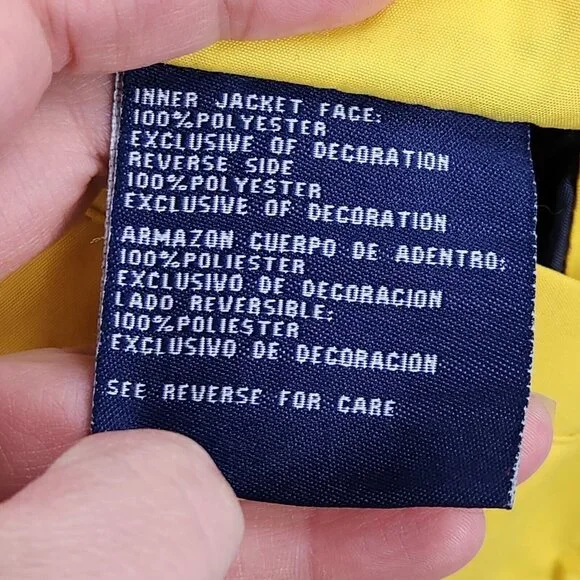 INNER JACKET FACE:
100%POLYESTER
EXCLUSIVE OF DECORATION
REVERSE SIDE
100%POLYESTER
EXCLUSIVE OF DECORATION
ARMAZON CUERPO DE ADENTRO:
100%POLIESTER
EXCLUSIVO DE DECORACION
LADO REVERSIBLE:
100%POLIESTER
EXCLUSIVO DE DECORACION
SEE REVERSE FOR CARE